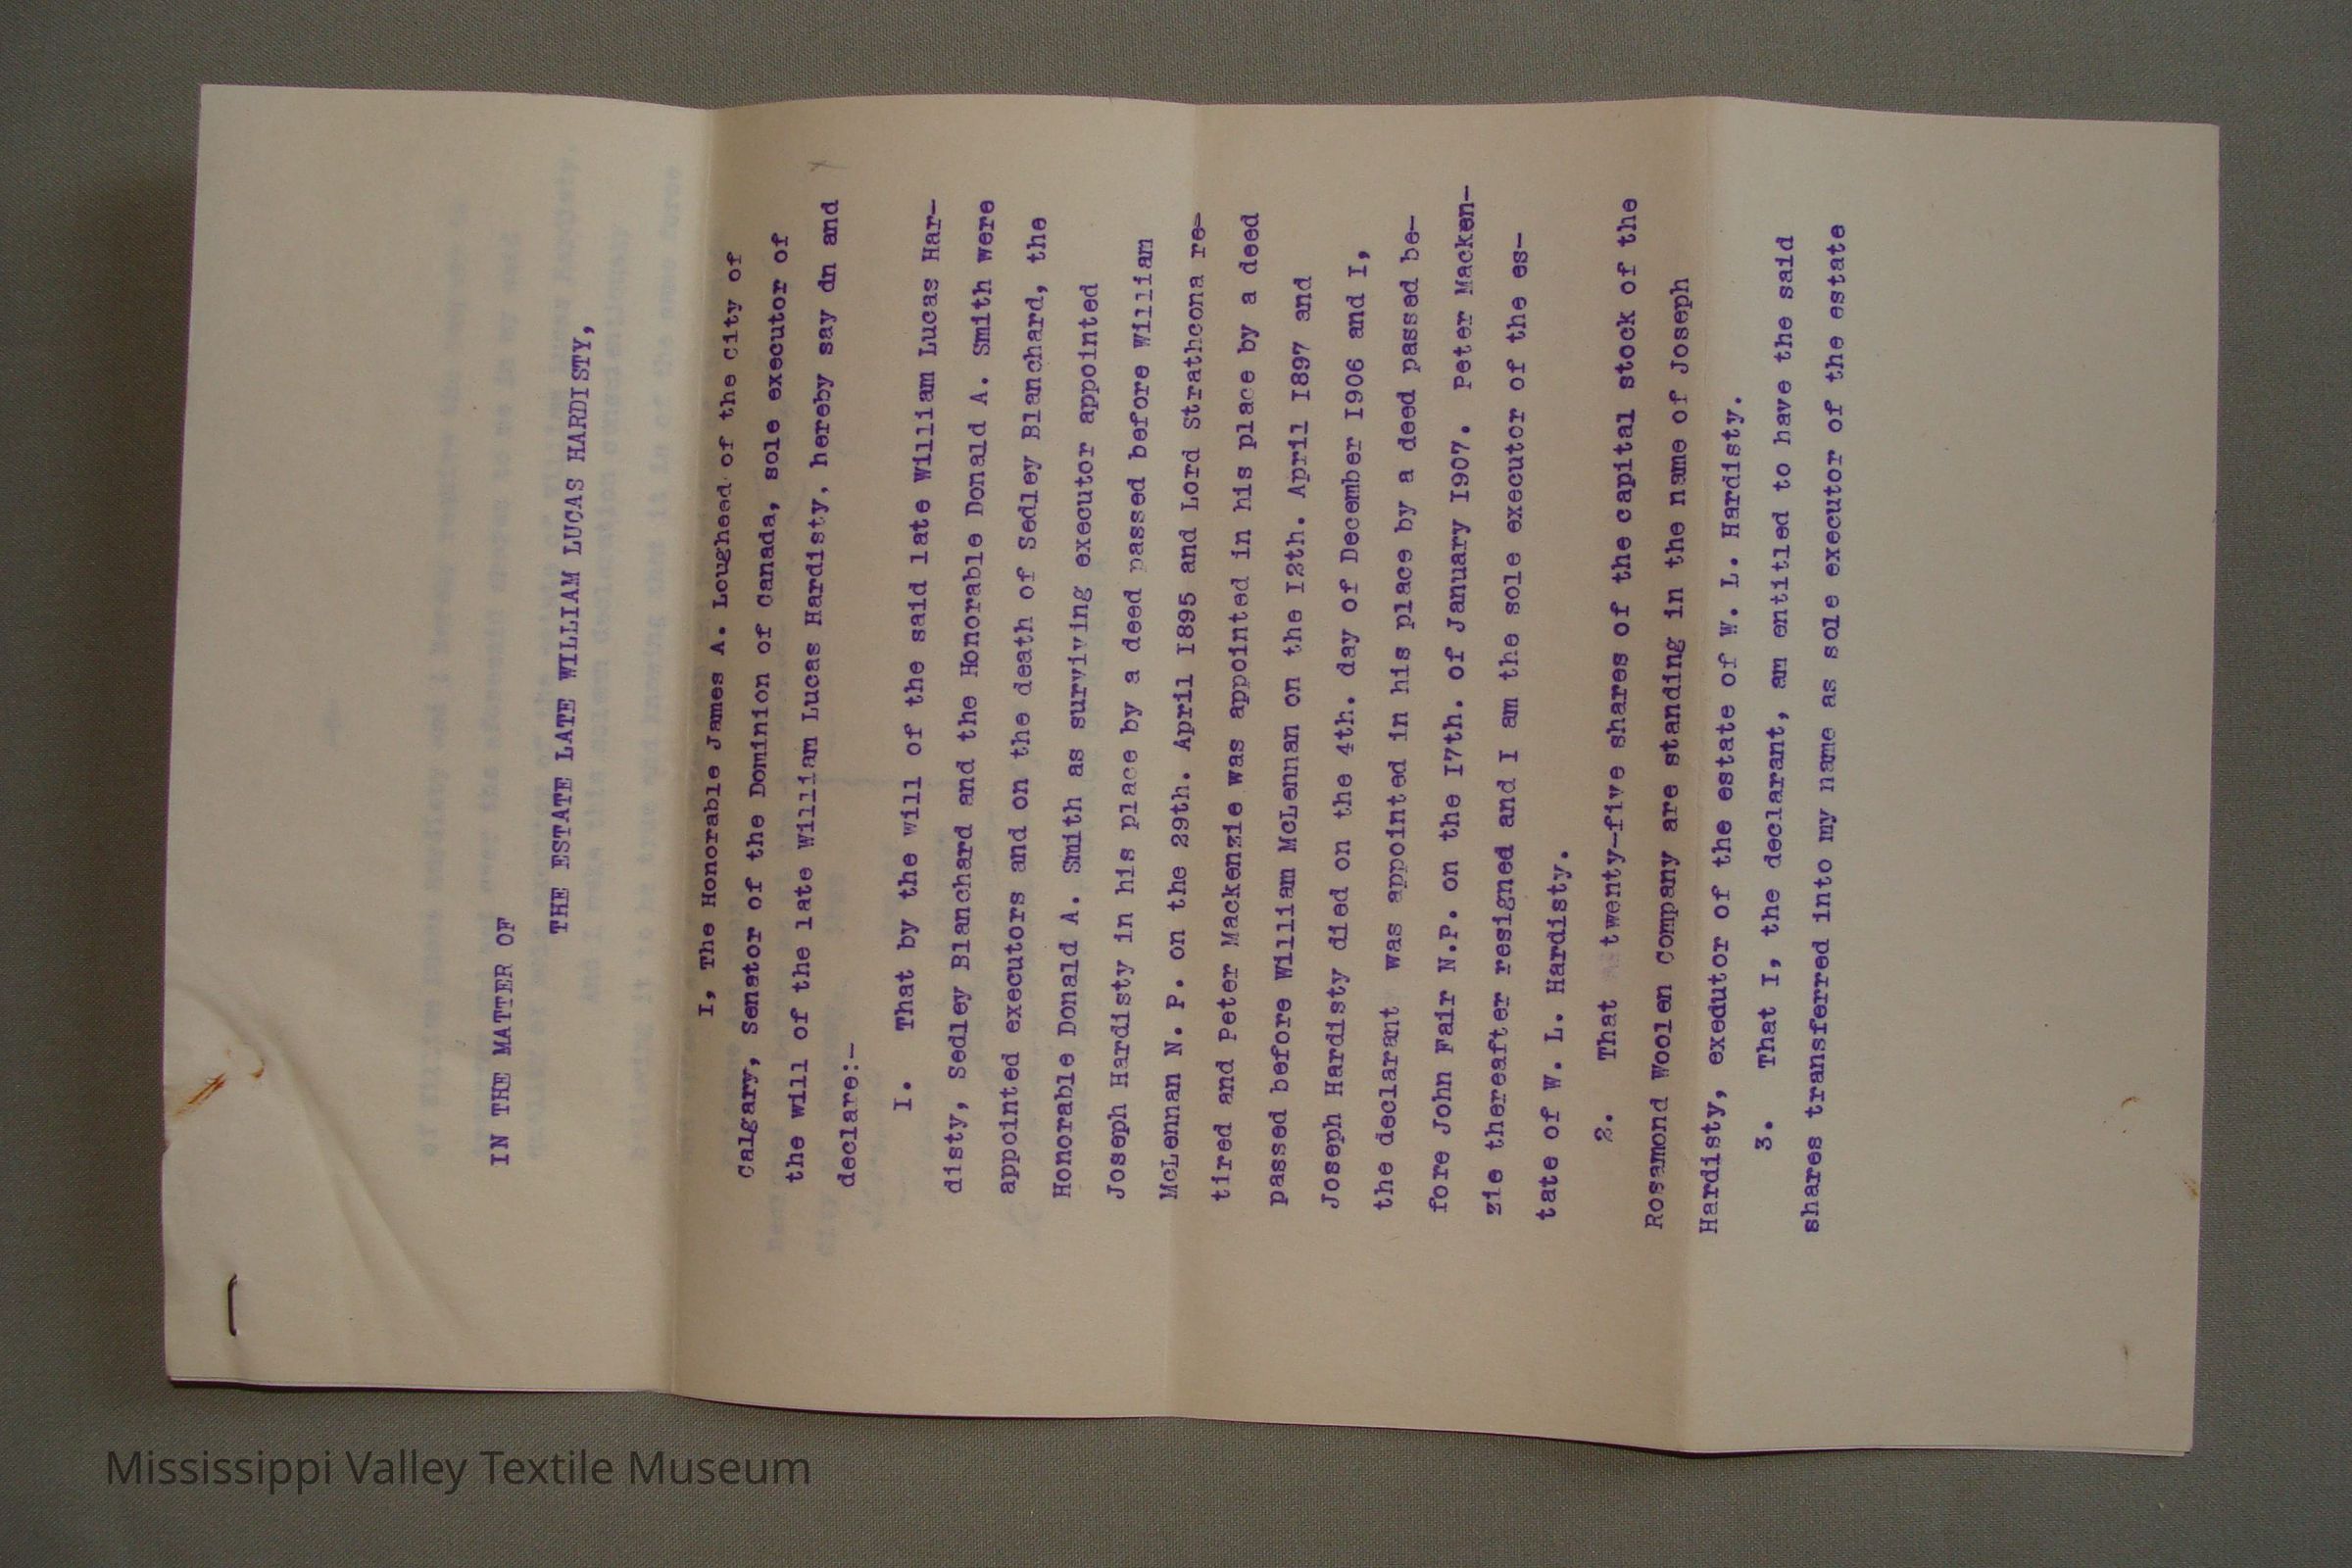 IN THE MATTER OF
THE ESTATE LATE WILLIAM LUCAS HARDISTY,
I, The Honorable James A. Lougheed of the City of
Calgary, Senator of the Dominion of Canada, sole executor of
the will of the late William Lucas Hardisty, hereby say dn and
declare:-
I. That by the will of the said late William Lucas Har-
disty, Sedley Blanchard and the Honorable Donald A. Smith were
appointed executors and on the death of Sedley Blanchard, the
Honorable Donald A. Smith as surviving executor appointed
Joseph Hardisty in his place by a deed passed before William
McLennan N. P. on the 29th. April I895 and Lord Strathcona re-
tired and Peter Mackenzie was appointed in his place by a deed
passed before William McLennan on the I2th. April I897 and
Joseph Hardisty died on the 4th. day of December I906 and I,
the declarant was appointed in his place by a deed passed be-
fore John Fair N.P. on the I7th. of January I907. Peter Macken-
zie thereafter resigned and I am the sole executor of the es-
tate of W. L. Hardisty.
2. That twenty-five shares of the capital stock of the
Rosamond Woolen Company are standing in the name of Joseph
Hardisty, exedutor of the estate of W. L. Hardisty.
3. That I, the declarant, am entitled to have the said
shares transferred into my name as sole executor of the estate
Mississippi Valley Textile Museum